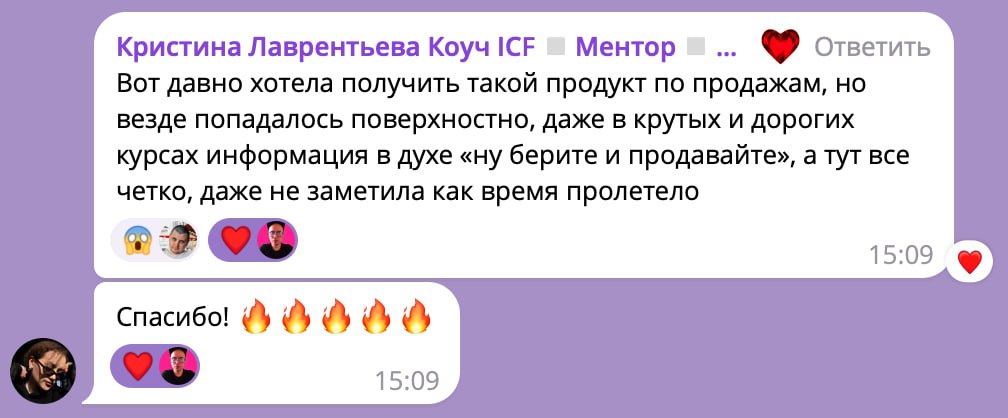 Кристина Лаврентьева Коуч ICF ◻ Ментор ◻ ... Ответить
Вот давно хотела получить такой продукт по продажам, но
везде попадалось поверхностно, даже в крутых и дорогих
курсах информация в духе «ну берите и продавайте», а тут все
четко, даже не заметила как время пролетело
15:09
Спасибо! 🔥🔥🔥🔥🔥
15:09